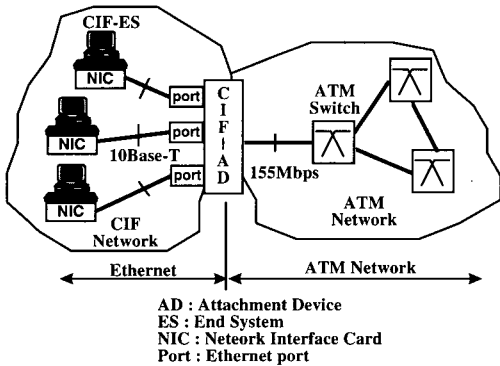 CIF-ES
NIC
port
NIC
10Base-T
port
NIC
port
CIF
Network
C
I
F
|
A
D
155Mbps
ATM
Switch
ATM
Network
Ethernet
ATM Network
AD : Attachment Device
ES : End System
NIC : Neteork Interface Card
Port : Ethernet port